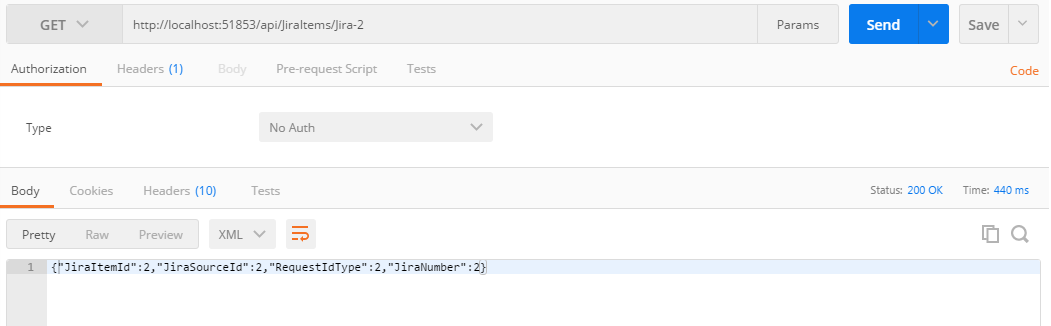 GET http://localhost:51853/api/JiraItems/Jira-2 Params Send Save
Authorization Headers (1) Body Pre-request Script Tests Code
Type No Auth
Body Cookies Headers (10) Tests Status: 200 OK Time: 440 ms
Pretty Raw Preview XML
1 {"JiraItemId":2,"JiraSourceId":2,"RequestIdType":2,"JiraNumber":2}